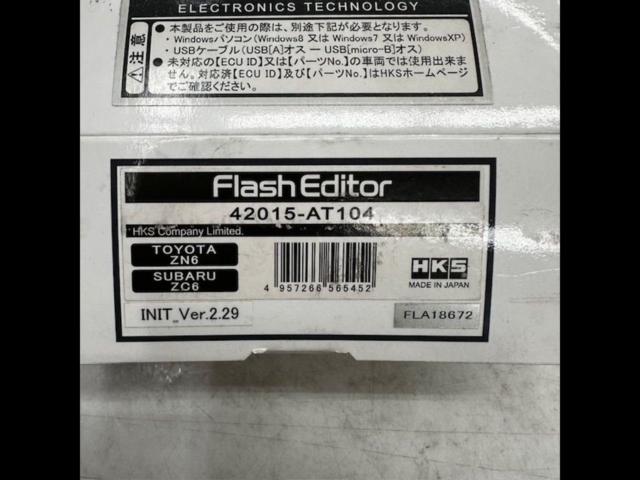 ELECTRONICS TECHNOLOGY
注意
●本製品をご使用の際は、別途下記が必要となります。
・Windowsパソコン(Windows8 又は Windows7 又は WindowsXP)
・USBケーブル(USB[A]オス ー USB[micro-B]オス)
●未対応の【ECU ID】又は【パーツNo.】の車両では使用出来ま
せん。対応済【ECU ID】及び【パーツNo.】はHKSホームページ
でご確認ください。
Flash Editor
42015-AT104
HKS Company Limited.
TOYOTA
ZN6
SUBARU
ZC6
4 957266 565452
HKS
MADE IN JAPAN
INIT_Ver.2.29
FLA18672